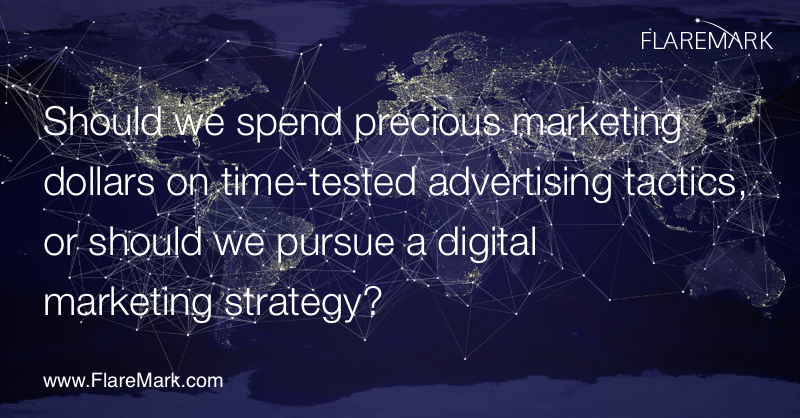 FLAREMARK
Should we spend precious marketing
dollars on time-tested advertising tactics,
or should we pursue a digital
marketing strategy?
www.FlareMark.com